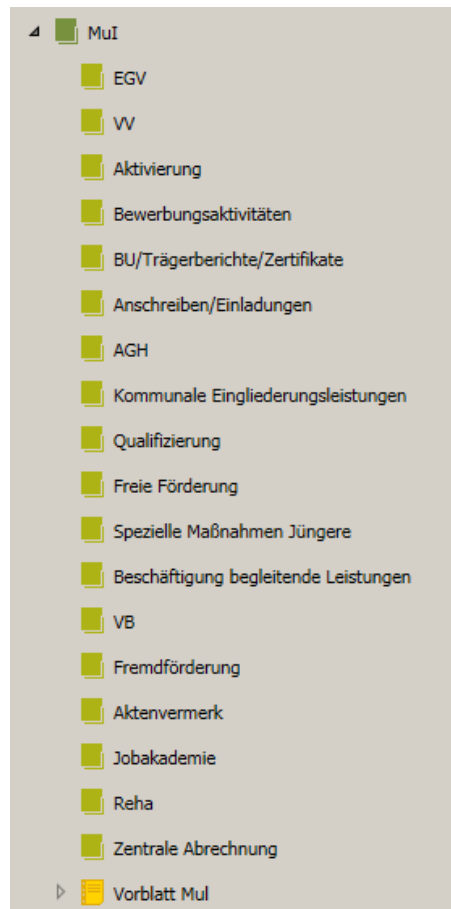 MuI
EGV
VV
Aktivierung
Bewerbungsaktivitäten
BU/Trägerberichte/Zertifikate
Anschreiben/Einladungen
AGH
Kommunale Eingliederungsleistungen
Qualifizierung
Freie Förderung
Spezielle Maßnahmen Jüngere
Beschäftigung begleitende Leistungen
VB
Fremdförderung
Aktenvermerk
Jobakademie
Reha
Zentrale Abrechnung
Vorblatt Mul